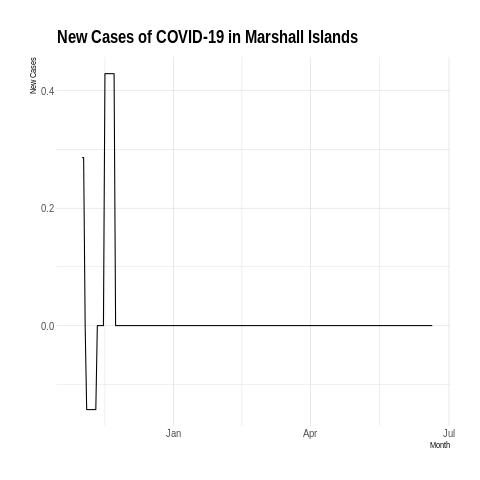 New Cases of COVID-19 in Marshall Islands
New Cases
0.4
0.2
0.0
Jan
Apr
Jul
Month